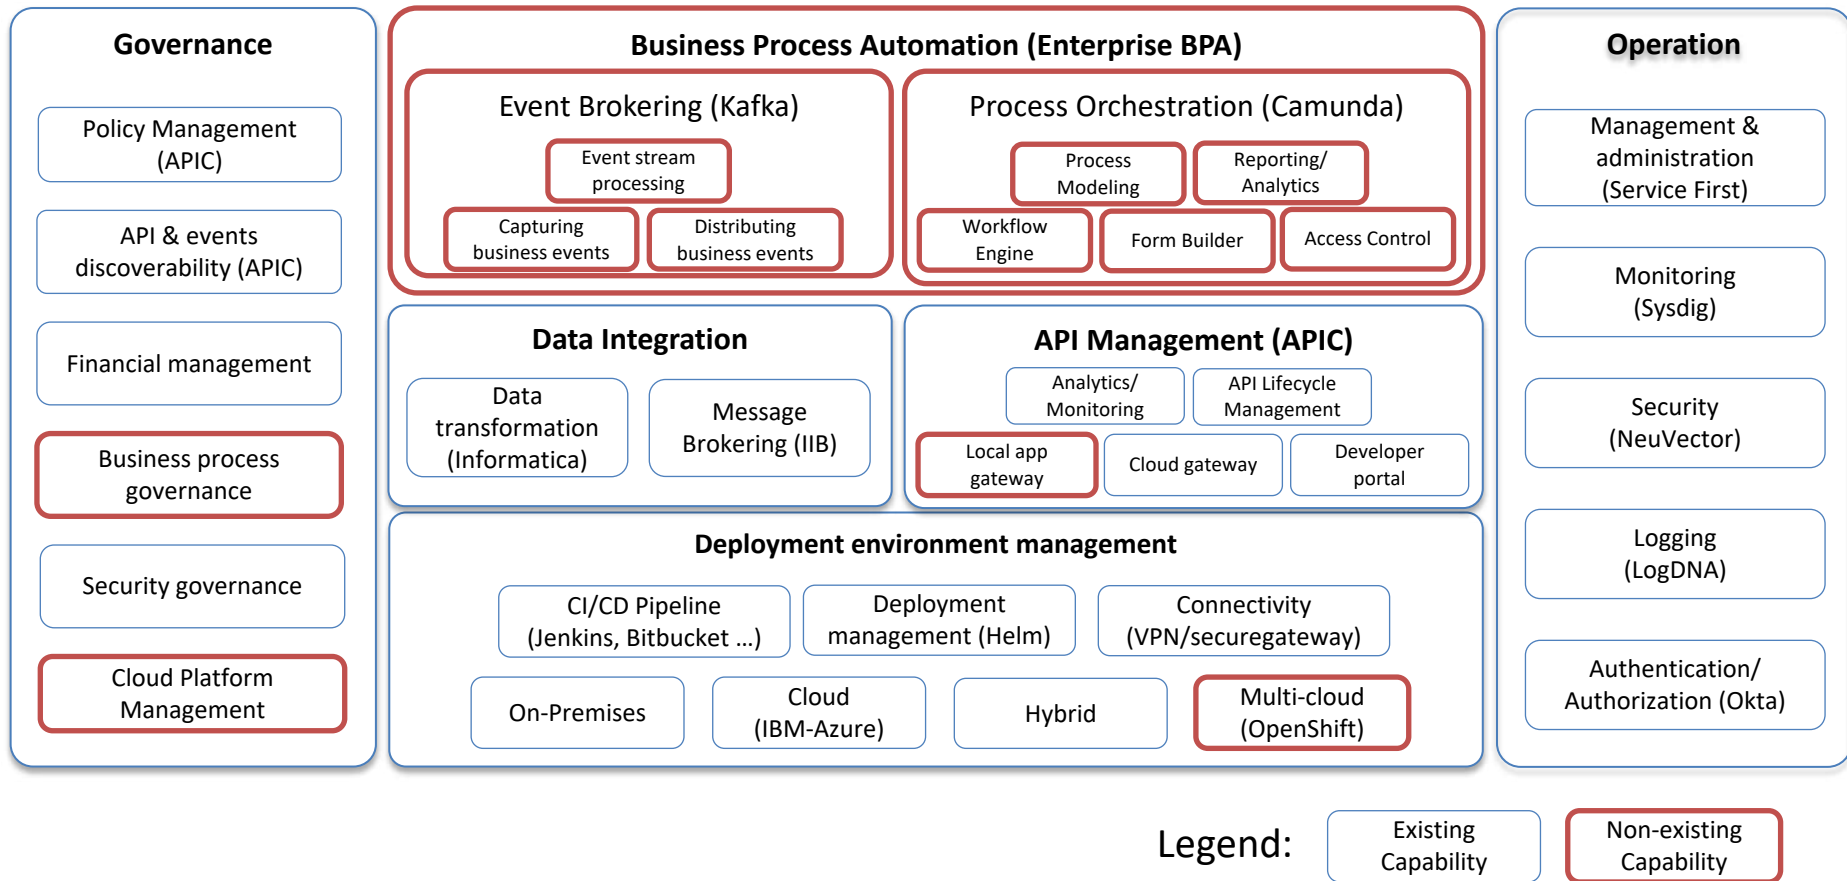 Governance
Policy Management
(APIC)
API & events
discoverability (APIC)
Financial management
Business process
governance
Security governance
Cloud Platform
Management
Business Process Automation (Enterprise BPA)
Event Brokering (Kafka)
Event stream
processing
Capturing
business events
Distributing
business events
Process Orchestration (Camunda)
Process
Modeling
Reporting/
Analytics
Workflow
Engine
Form Builder
Access Control
Data Integration
Data
transformation
(Informatica)
Message
Brokering (IIB)
API Management (APIC)
Analytics/
Monitoring
API Lifecycle
Management
Local app
gateway
Cloud gateway
Developer
portal
Deployment environment management
CI/CD Pipeline
(Jenkins, Bitbucket ...)
Deployment
management (Helm)
Connectivity
(VPN/securegateway)
On-Premises
Cloud
(IBM-Azure)
Hybrid
Multi-cloud
(OpenShift)
Operation
Management &
administration
(Service First)
Monitoring
(Sysdig)
Security
(NeuVector)
Logging
(LogDNA)
Authentication/
Authorization (Okta)
Legend:
Existing
Capability
Non-existing
Capability